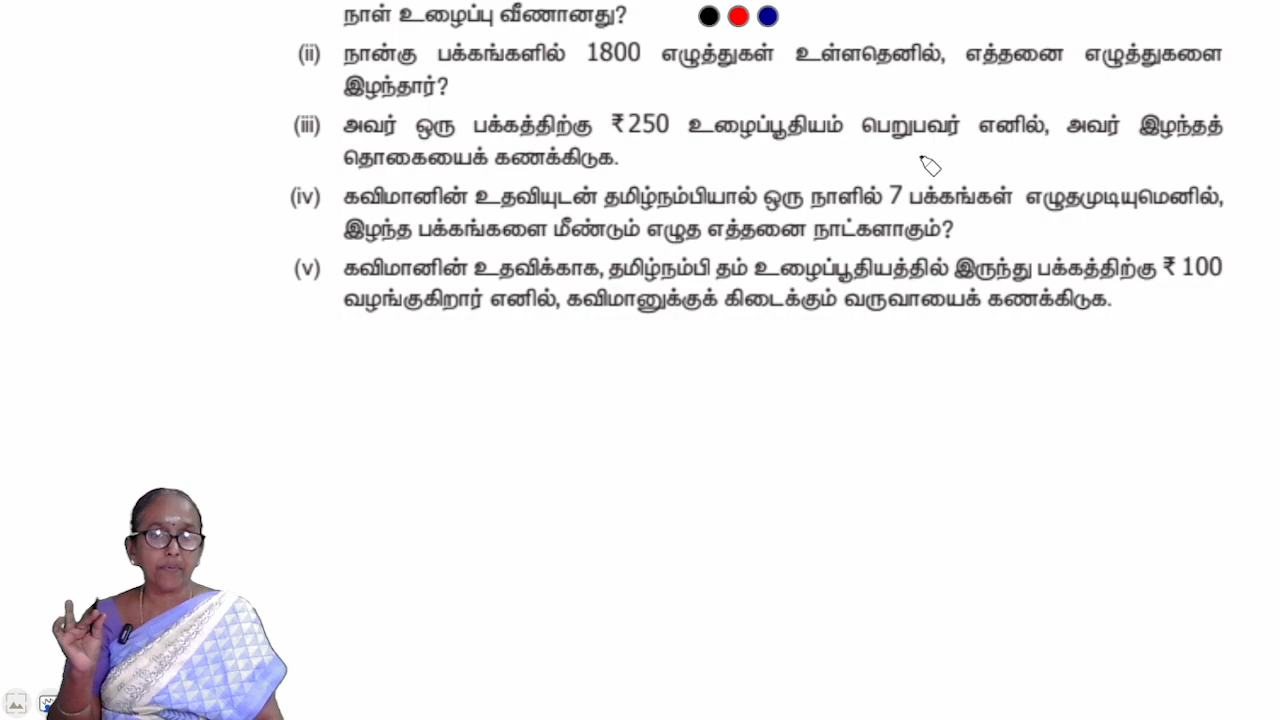 நாள் உழைப்பு வீணானது?
(ii) நான்கு பக்கங்களில் 1800 எழுத்துகள் உள்ளதெனில், எத்தனை எழுத்துகளை
இழந்தார்?
(iii) அவர் ஒரு பக்கத்திற்கு ₹250 உழைப்பூதியம் பெறுபவர் எனில், அவர் இழந்தத்
தொகையைக் கணக்கிடுக.
(iv) கவிமானின் உதவியுடன் தமிழ்நம்பியால் ஒரு நாளில் 7 பக்கங்கள் எழுதமுடியுமெனில்,
இழந்த பக்கங்களை மீண்டும் எழுத எத்தனை நாட்களாகும்?
(v) கவிமானின் உதவிக்காக, தமிழ்நம்பி தம் உழைப்பூதியத்தில் இருந்து பக்கத்திற்கு ₹ 100
வழங்குகிறார் எனில், கவிமானுக்குக் கிடைக்கும் வருவாயைக் கணக்கிடுக.